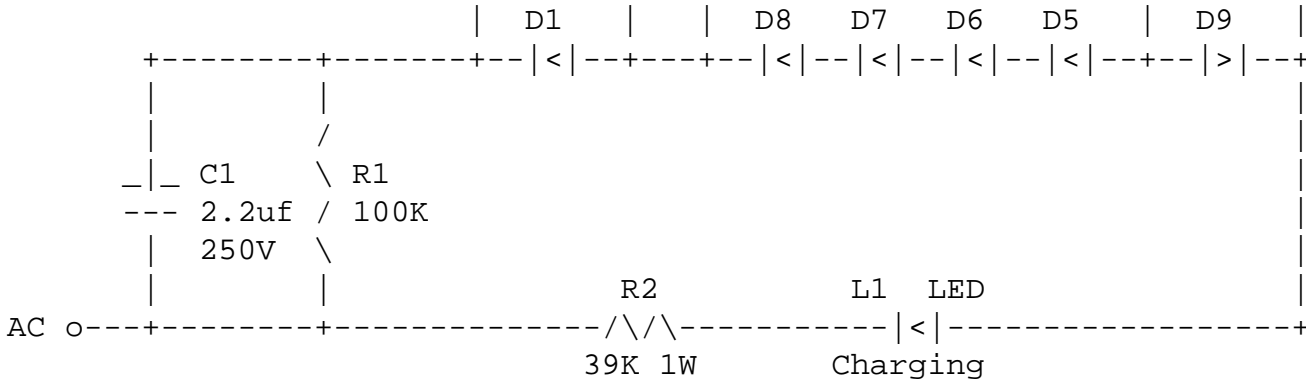 D1 D8 D7 D6 D5 D9
C1 R1
2.2uf 100K
250V
R2 L1 LED
AC
39K 1W Charging